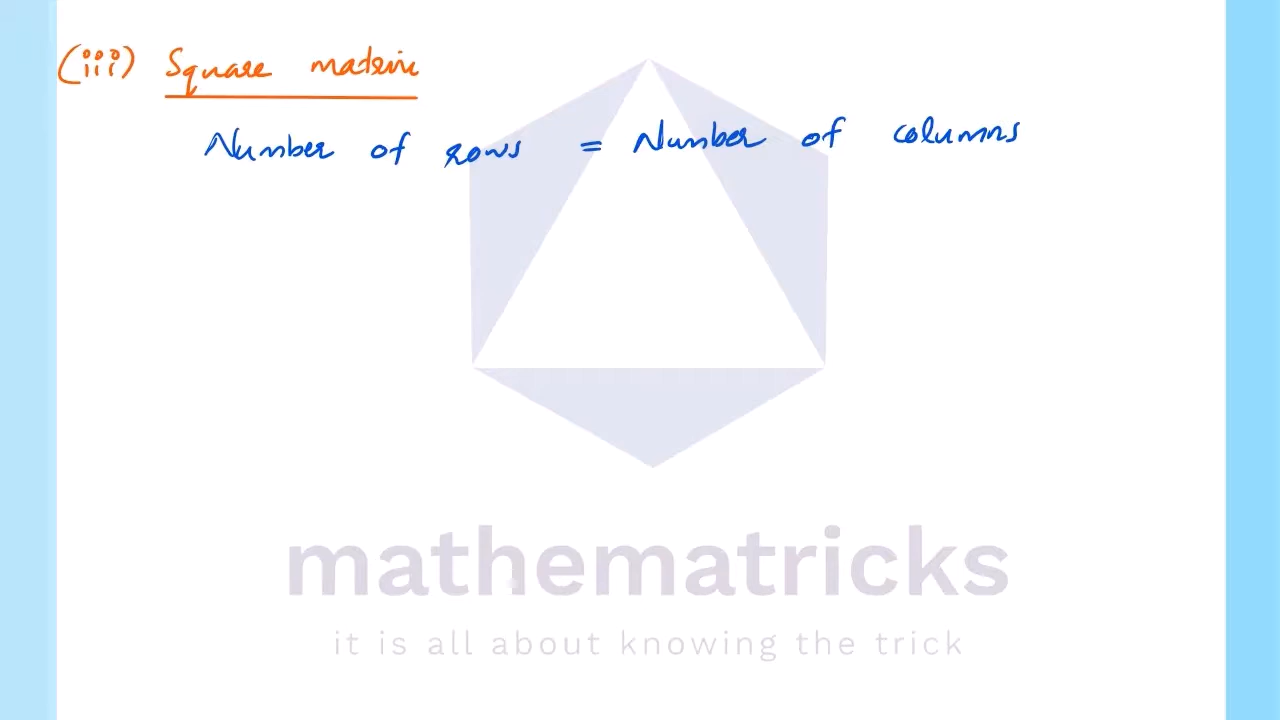 (iii) Square matrix
Number of rows = Number of columns
mathematricks
it is all about knowing the trick